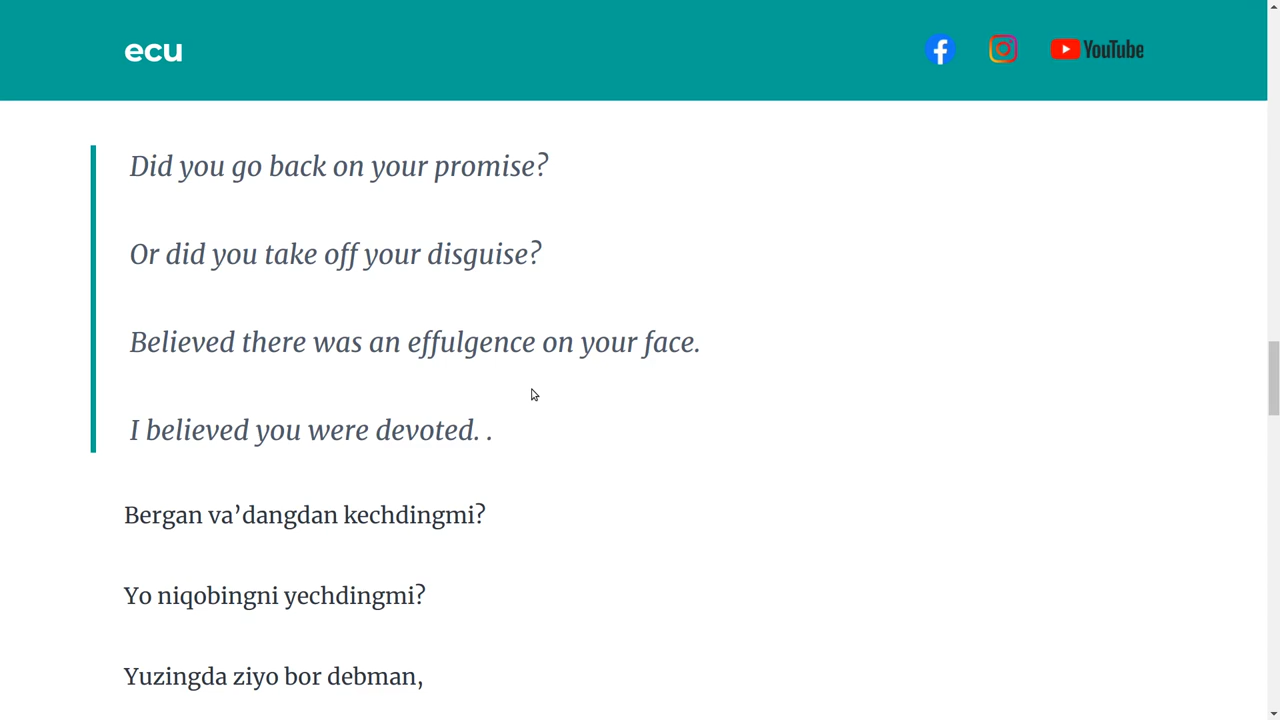 ecu
YouTube
Did you go back on your promise?
Or did you take off your disguise?
Believed there was an effulgence on your face.
I believed you were devoted. .
Bergan va’dangdan kechdingmi?
Yo niqobingni yechdingmi?
Yuzingda ziyo bor debman,